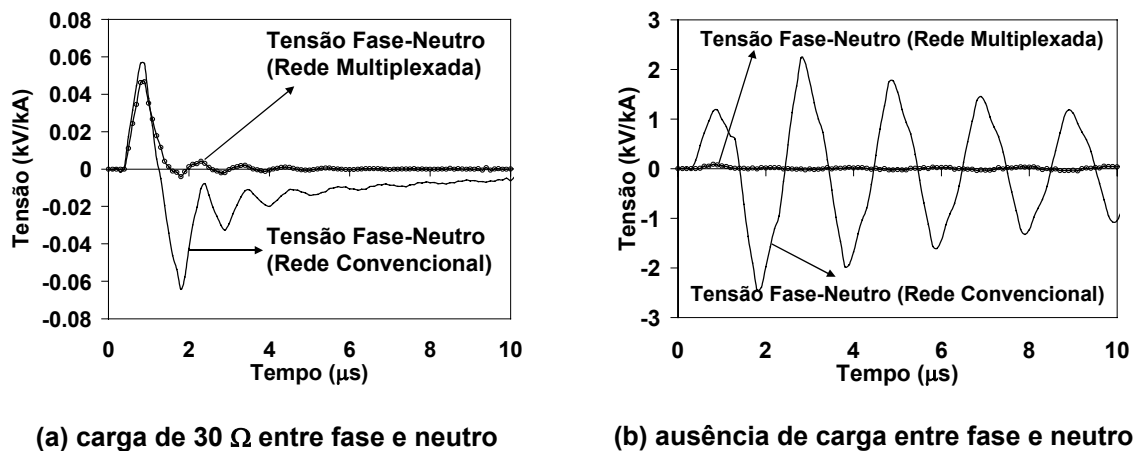 0.08
0.06
0.04
0.02
0
-0.02
-0.04
-0.06
-0.08
Tensão (kV/kA)
Tensão Fase-Neutro
(Rede Multiplexada)
Tensão Fase-Neutro
(Rede Convencional)
0 2 4 6 8 10
Tempo (μs)
(a) carga de 30 Ω entre fase e neutro
3
2
1
0
-1
-2
-3
Tensão (kV/kA)
Tensão Fase-Neutro (Rede Multiplexada)
Tensão Fase-Neutro (Rede Convencional)
0 2 4 6 8 10
Tempo (μs)
(b) ausência de carga entre fase e neutro